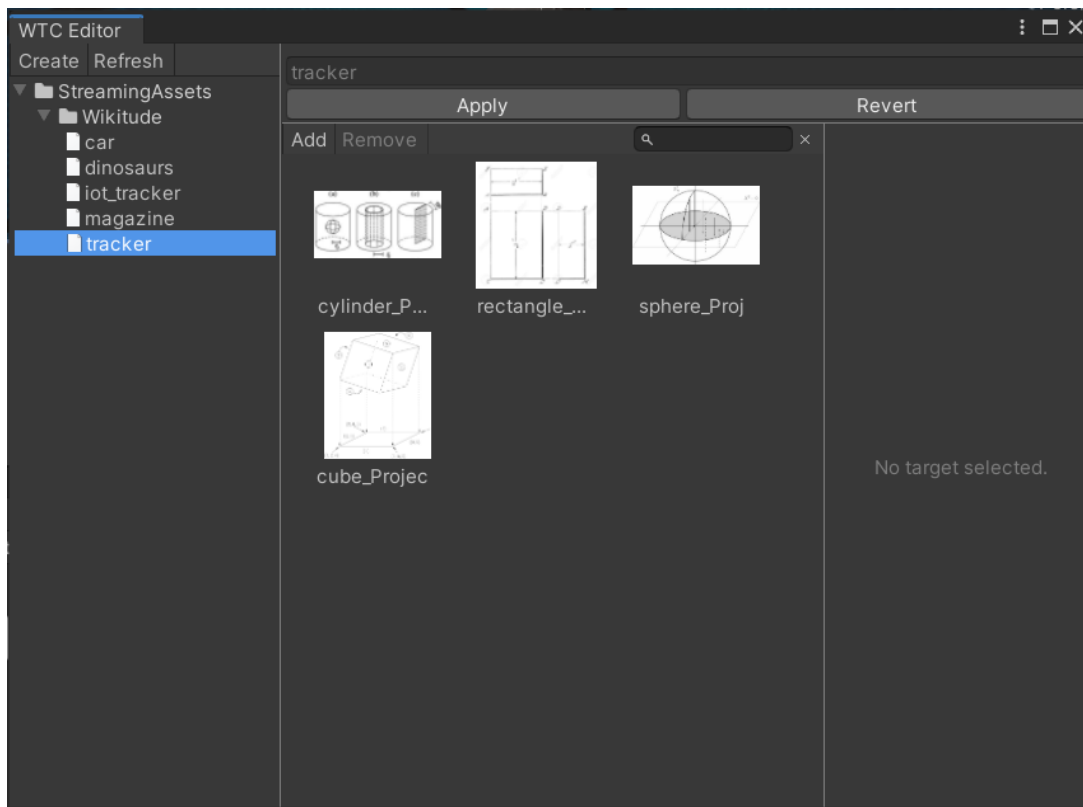 WTC Editor
Create Refresh
StreamingAssets
Wikitude
car
dinosaurs
iot_tracker
magazine
tracker
tracker
Apply Revert
Add Remove
(a) (b) (c)
cylinder_P...
rectangle_...
sphere_Proj
cube_Projec
No target selected.